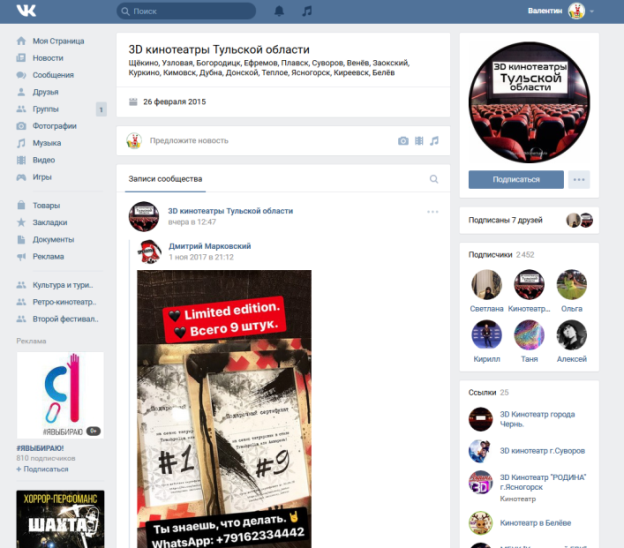 Поиск
Валентин
Моя Страница
Новости
Сообщения
Друзья
Группы
1
Фотографии
Музыка
Видео
Игры
Товары
Закладки
Документы
Реклама
Культура и тури..
Ретро-кинотеатр..
Второй фестивал..
Реклама
#ЯВЫБИРАЮ
6+
#ЯВЫБИРАЮ!
810 подписчиков
+ Подписаться
ХОРРОР-ПЕРФОМАНС
ШАХТА
3D кинотеатры Тульской области
Щёкино, Узловая, Богородицк, Ефремов, Плавск, Суворов, Венёв, Заокский,
Куркино, Кимовск, Дубна, Донской, Теплое, Ясногорск, Киреевск, Белёв
26 февраля 2015
Предложите новость
Записи сообщества
3D кинотеатры Тульской области
вчера в 12:47
Дмитрий Марковский
1 ноя 2017 в 21:12
Limited edition.
Всего 9 штук.
Подарочный сертификат
#1
#9
Ты знаешь, что делать.
WhatsApp: +79162334442
3D кинотеатры
Тульской
области
Подписаться
Подписаны 7 друзей
Подписчики 2 452
Светлана
Кинотеатр...
Ольга
Кирилл
Таня
Алексей
Ссылки 25
3D Кинотеатр города
Чернь.
3D кинотеатр г.Суворов
3D Кинотеатр "РОДИНА"
г.Ясногорск
Кинотеатр
Кинотеатр в Белёве